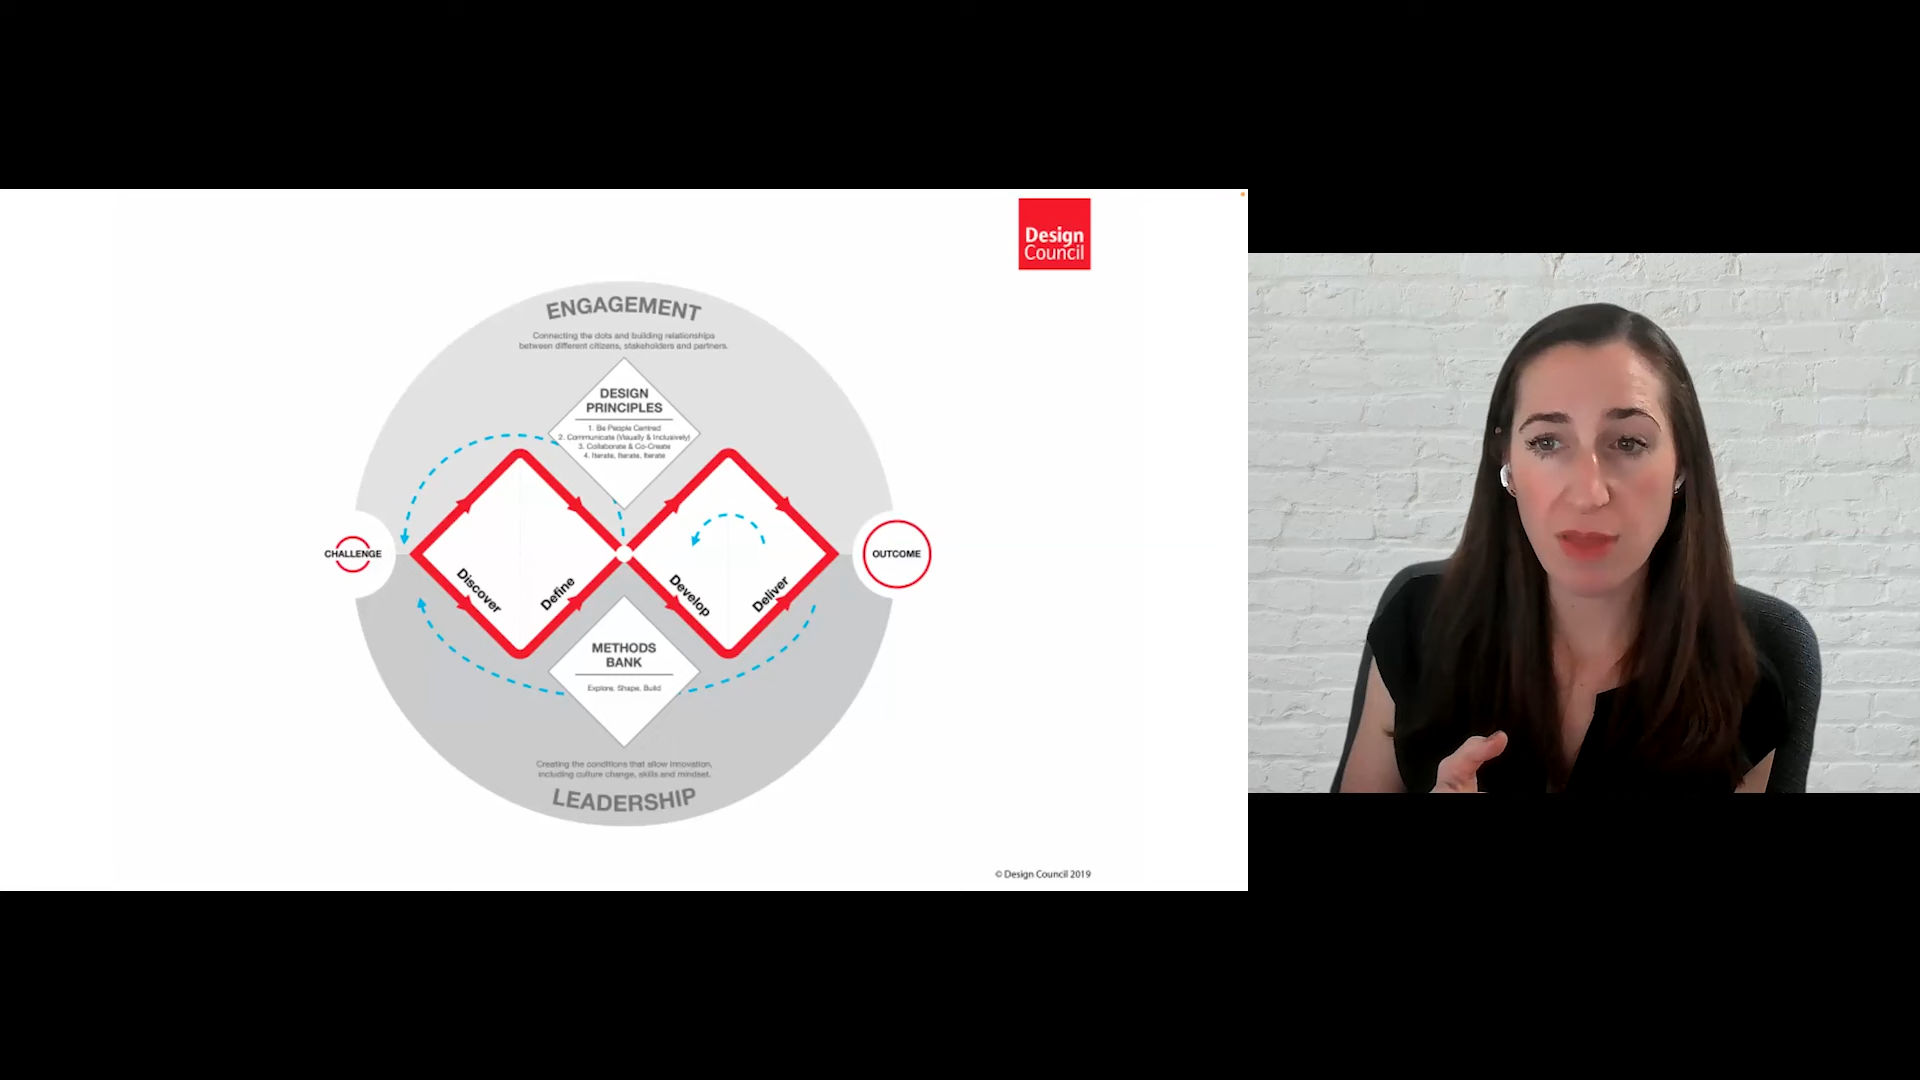 Design
Council
ENGAGEMENT
Connecting the dots and building relationships
between different citizens, stakeholders and partners.
DESIGN
PRINCIPLES
1. Be People Centred
2. Communicate (Visually & Inclusively)
3. Collaborate & Co-Create
4. Iterate, Iterate, Iterate
CHALLENGE
Discover
Define
Develop
Deliver
OUTCOME
METHODS
BANK
Explore, Shape, Build
Creating the conditions that allow innovation,
including culture change, skills and mindset.
LEADERSHIP
© Design Council 2019